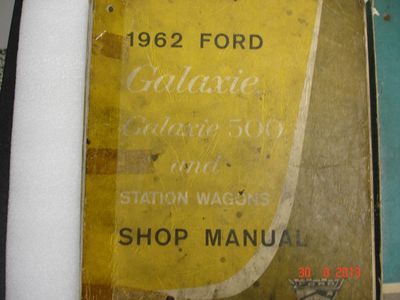 1962 FORD
Galaxie
Galaxie 500
and
STATION WAGONS
SHOP MANUAL
30 9 2013